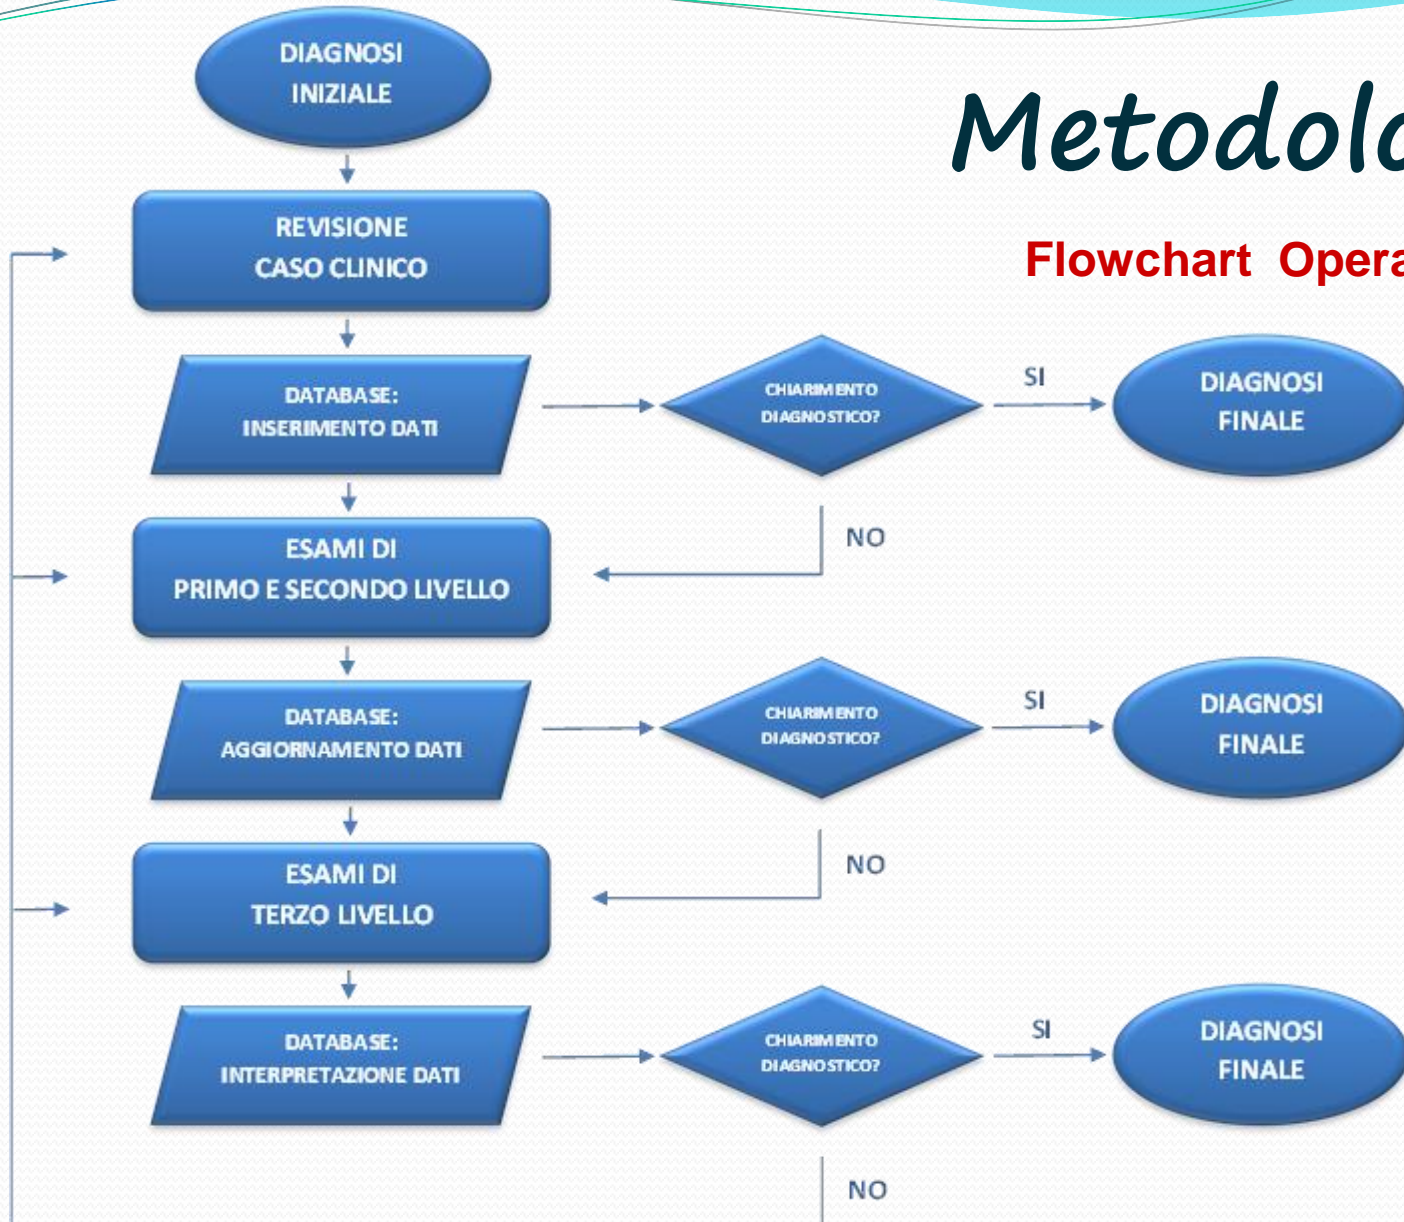 DIAGNOSI
INIZIALE
Metodolo
Flowchart Opera
REVISIONE
CASO CLINICO
DATABASE:
INSERIMENTO DATI
CHIARIMENTO
DIAGNOSTICO?
SI
DIAGNOSI
FINALE
NO
ESAMI DI
PRIMO E SECONDO LIVELLO
DATABASE:
AGGIORNAMENTO DATI
CHIARIMENTO
DIAGNOSTICO?
SI
DIAGNOSI
FINALE
NO
ESAMI DI
TERZO LIVELLO
DATABASE:
INTERPRETAZIONE DATI
CHIARIMENTO
DIAGNOSTICO?
SI
DIAGNOSI
FINALE
NO